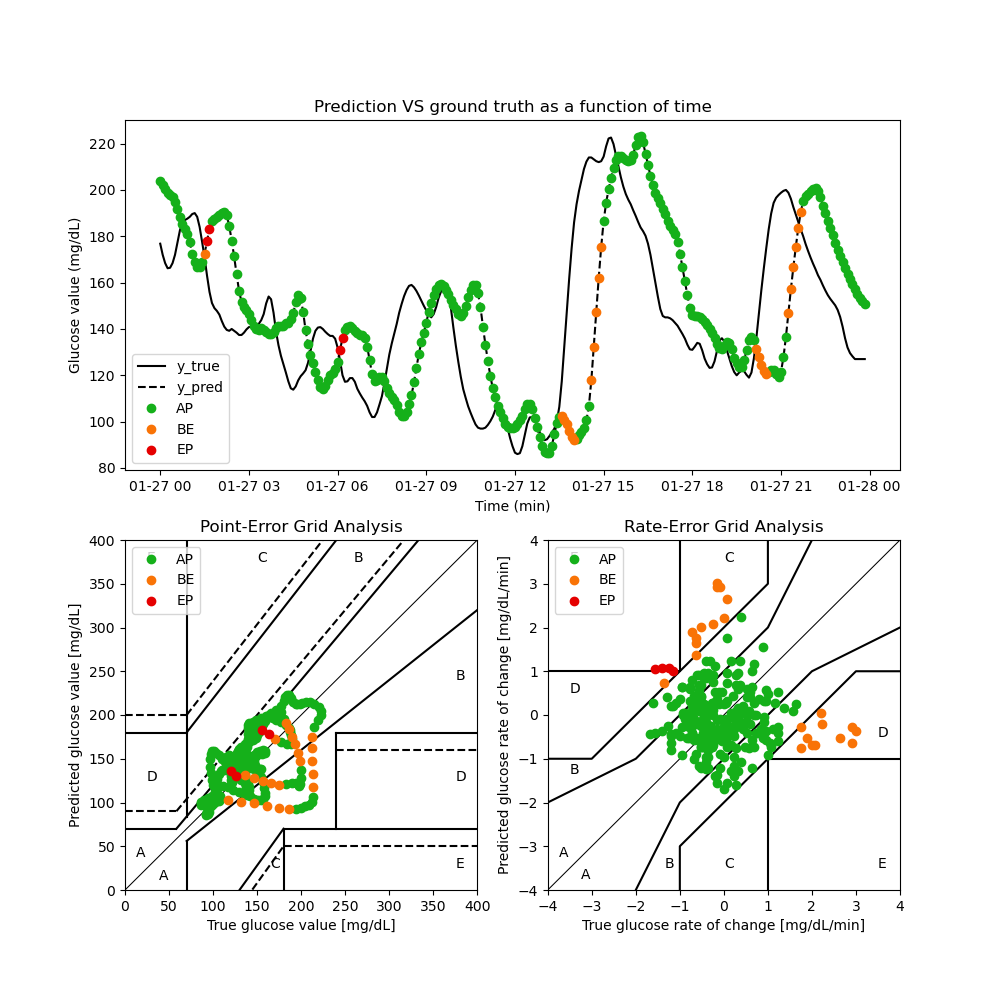 Prediction VS ground truth as a function of time
Glucose value (mg/dL)
220
200
180
160
140
120
100
80
y_true
y_pred
AP
BE
EP
01-27 00 01-27 03 01-27 06 01-27 09 01-27 12 01-27 15 01-27 18 01-27 21 01-28 00
Time (min)
Point-Error Grid Analysis
Predicted glucose value [mg/dL]
400
350
300
250
200
150
100
50
0
AP
BE
EP
C
B
B
D
D
A
A
C
E
0 50 100 150 200 250 300 350 400
True glucose value [mg/dL]
Rate-Error Grid Analysis
Predicted glucose rate of change [mg/dL/min]
4
3
2
1
0
−1
−2
−3
−4
AP
BE
EP
C
D
D
B
A
A
B
C
E
−4 −3 −2 −1 0 1 2 3 4
True glucose rate of change [mg/dL/min]